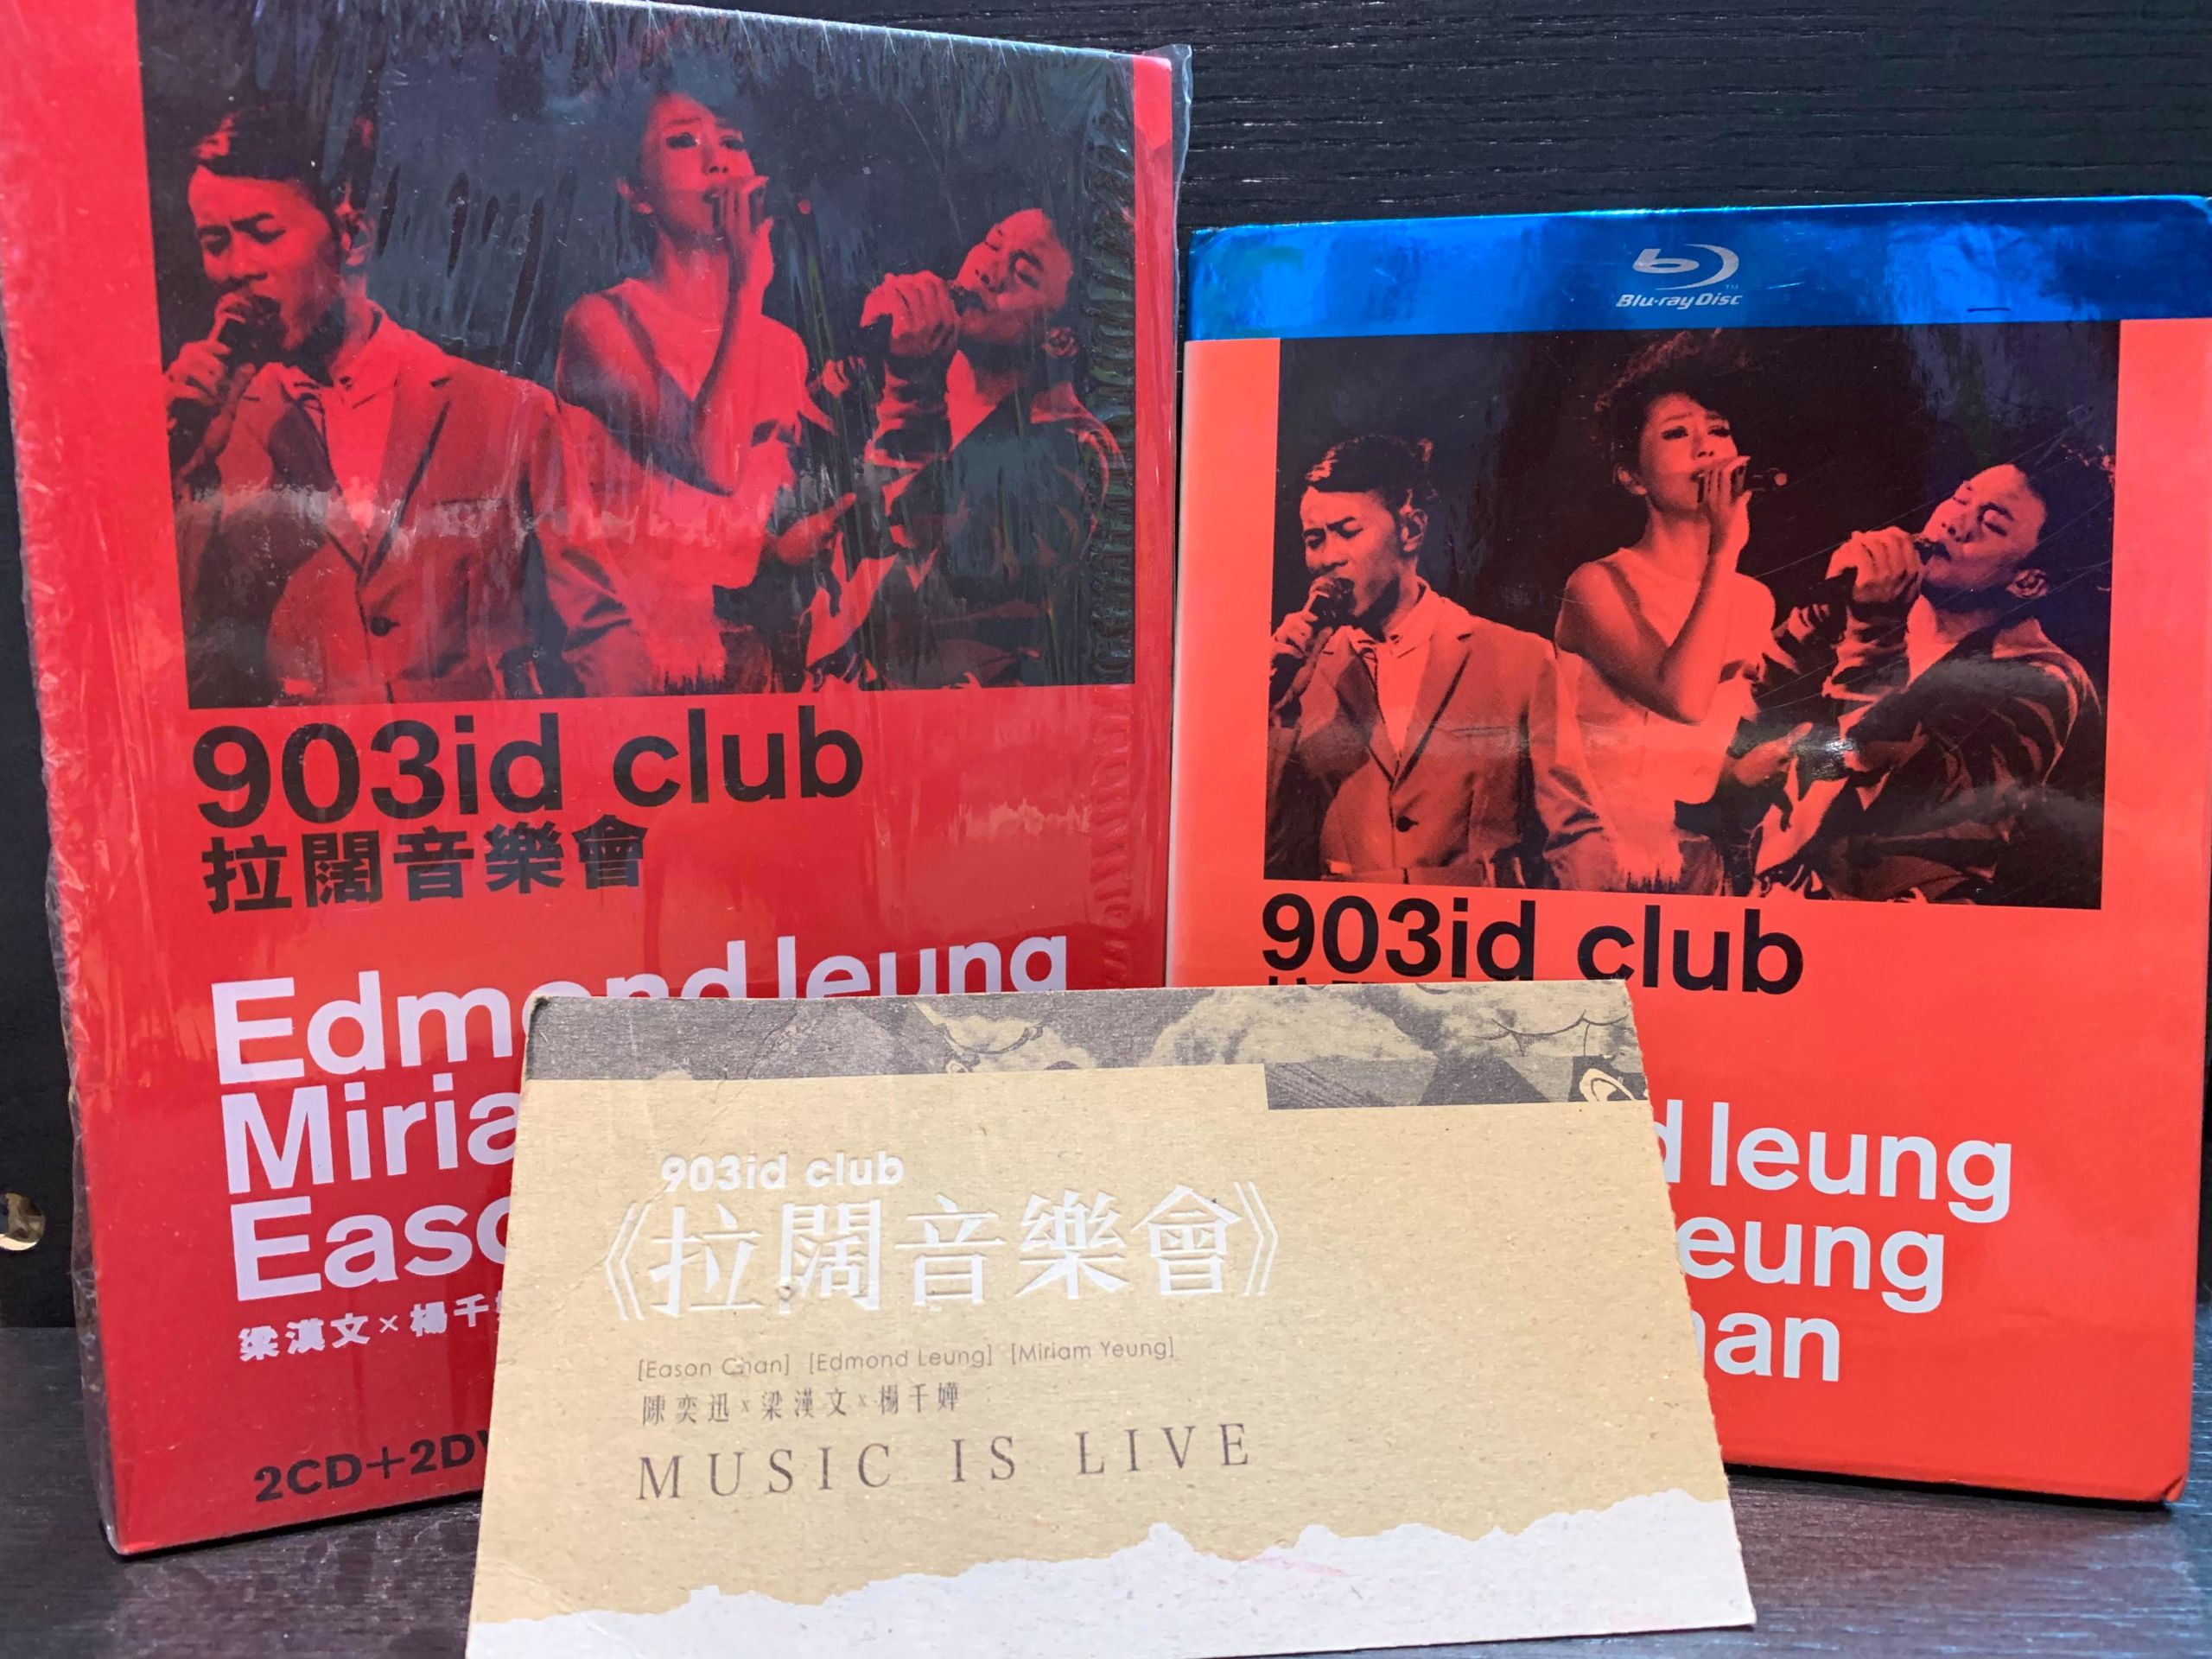 903id club
拉闊音樂會
Edmond leung
Miria
Easo
梁漢文×楊千
2CD+2DV
Blu-ray Disc
903id club
d leung
eung
han
903id club
《拉闊音樂會》
[Eason Chan] [Edmond Leung] [Miriam Yeung]
陳奕迅x梁漢文x楊千嬅
MUSIC IS LIVE